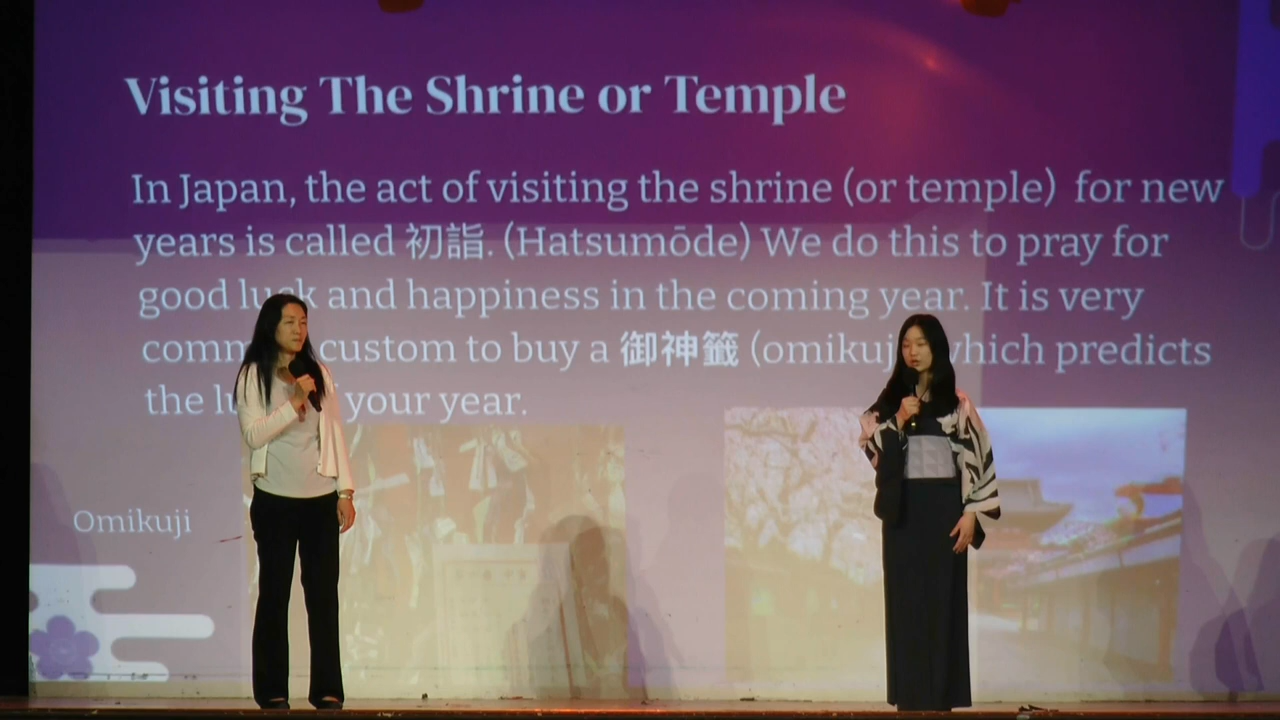 Visiting The Shrine or Temple
In Japan, the act of visiting the shrine (or temple) for new
years is called 初詣. (Hatsumōde) We do this to pray for
good luck and happiness in the coming year. It is very
custom to buy a 御神籤 (omikuji which predicts
the your year.
Omikuji